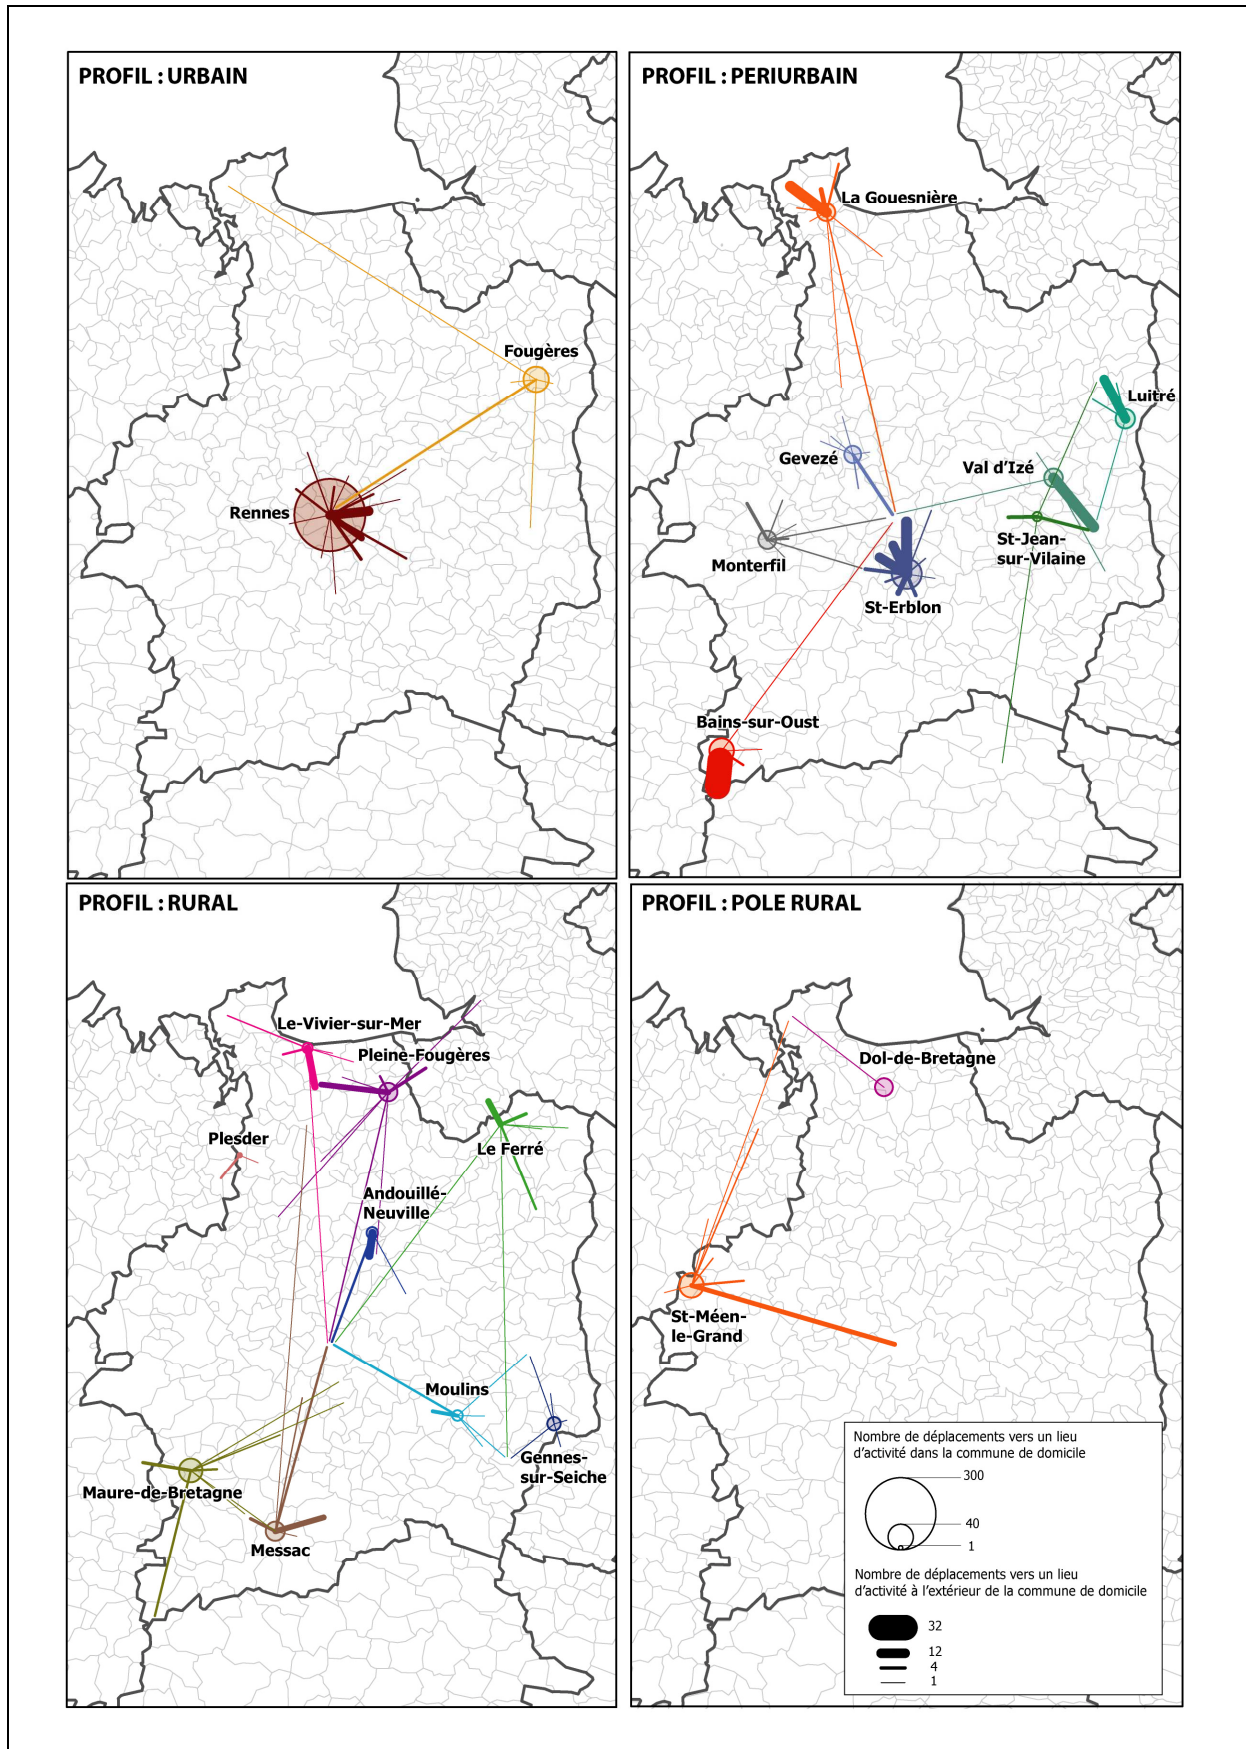 PROFIL : URBAIN
Fougères
Rennes
PROFIL : PERIURBAIN
La Gouesnière
Luitré
Gevezé
Val d'Izé
St-Jean-
sur-Vilaine
Monterfil
St-Erblon
Bains-sur-Oust
PROFIL : RURAL
Le-Vivier-sur-Mer
Pleine-Fougères
Plesder
Le Ferré
Andouillé-
Neuville
Moulins
Gennes-
sur-Seiche
Maure-de-Bretagne
Messac
PROFIL : POLE RURAL
Dol-de-Bretagne
St-Méen-
le-Grand
Nombre de déplacements vers un lieu
d'activité dans la commune de domicile
300
40
1
Nombre de déplacements vers un lieu
d'activité à l'extérieur de la commune de domicile
32
12
4
1